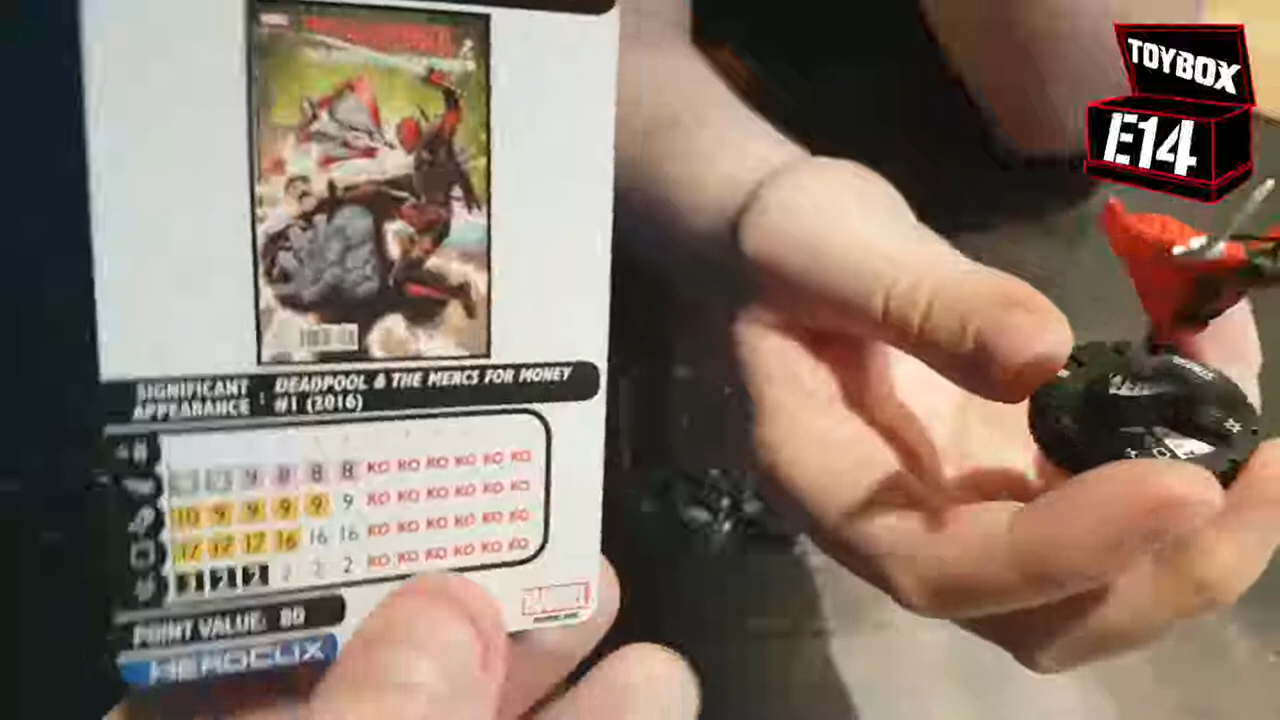 TOYBOX
E14
SIGNIFICANT APPEARANCE : DEADPOOL & THE MERCS FOR MONEY #1 (2016)
9 8 8 8 KO KO KO KO KO KO
10 9 9 9 9 9 KO KO KO KO KO KO
17 17 17 16 16 16 KO KO KO KO KO KO
2 2 2 2 2 KO KO KO KO KO KO
POINT VALUE: 80
HEROCLIX